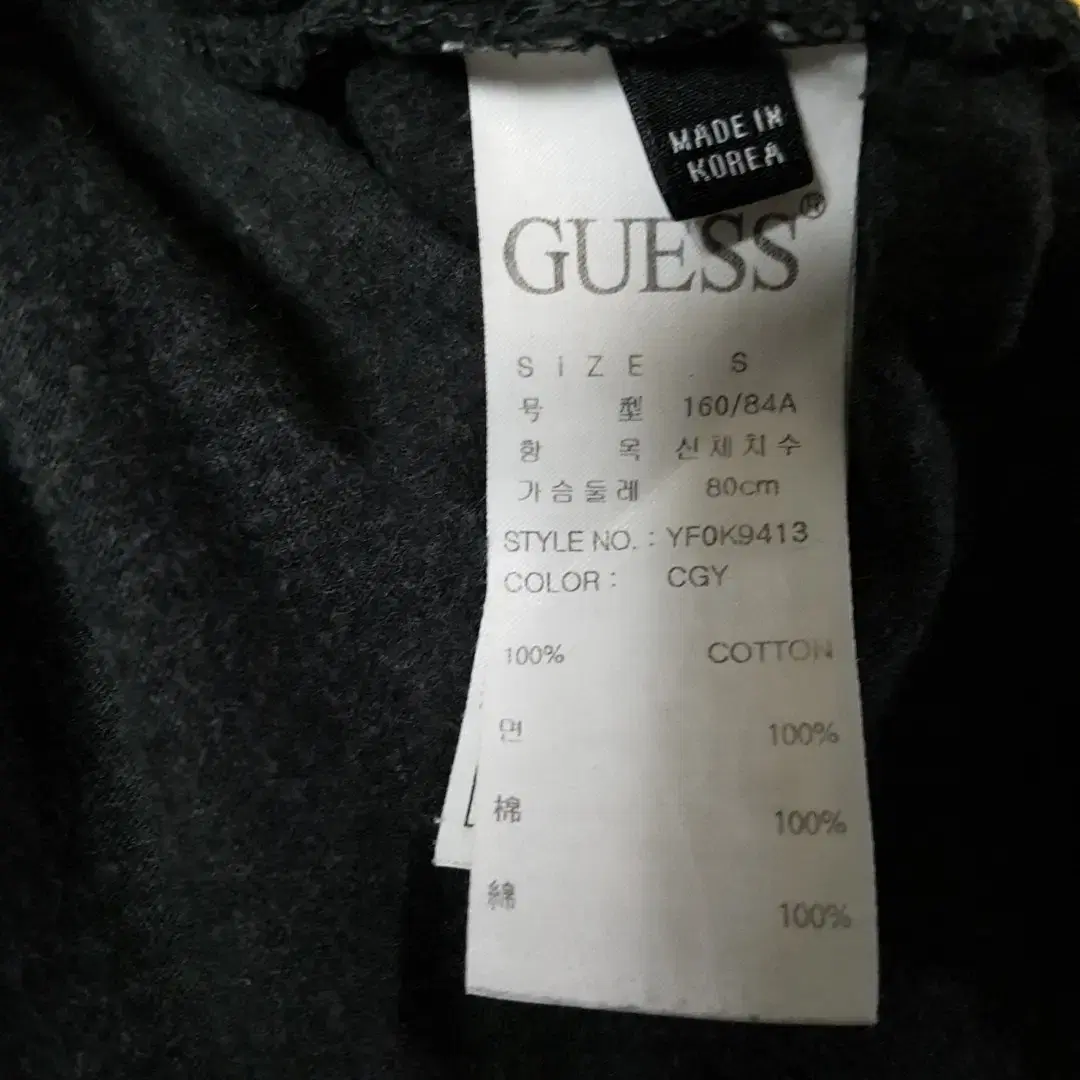 MADE IN
KOREA
GUESS®
SIZE S
号型 160/84A
항목 신체치수
가슴둘레 80cm
STYLE NO. : YF0K9413
COLOR : CGY
100% COTTON
면 100%
棉 100%
綿 100%